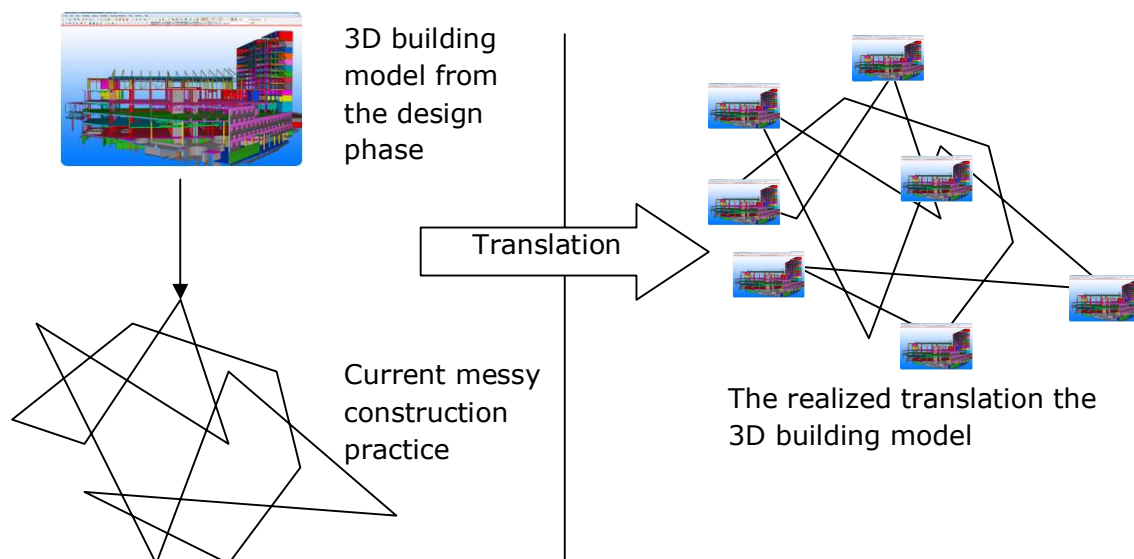 3D building
model from
the design
phase
Translation
Current messy
construction
practice
The realized translation the
3D building model